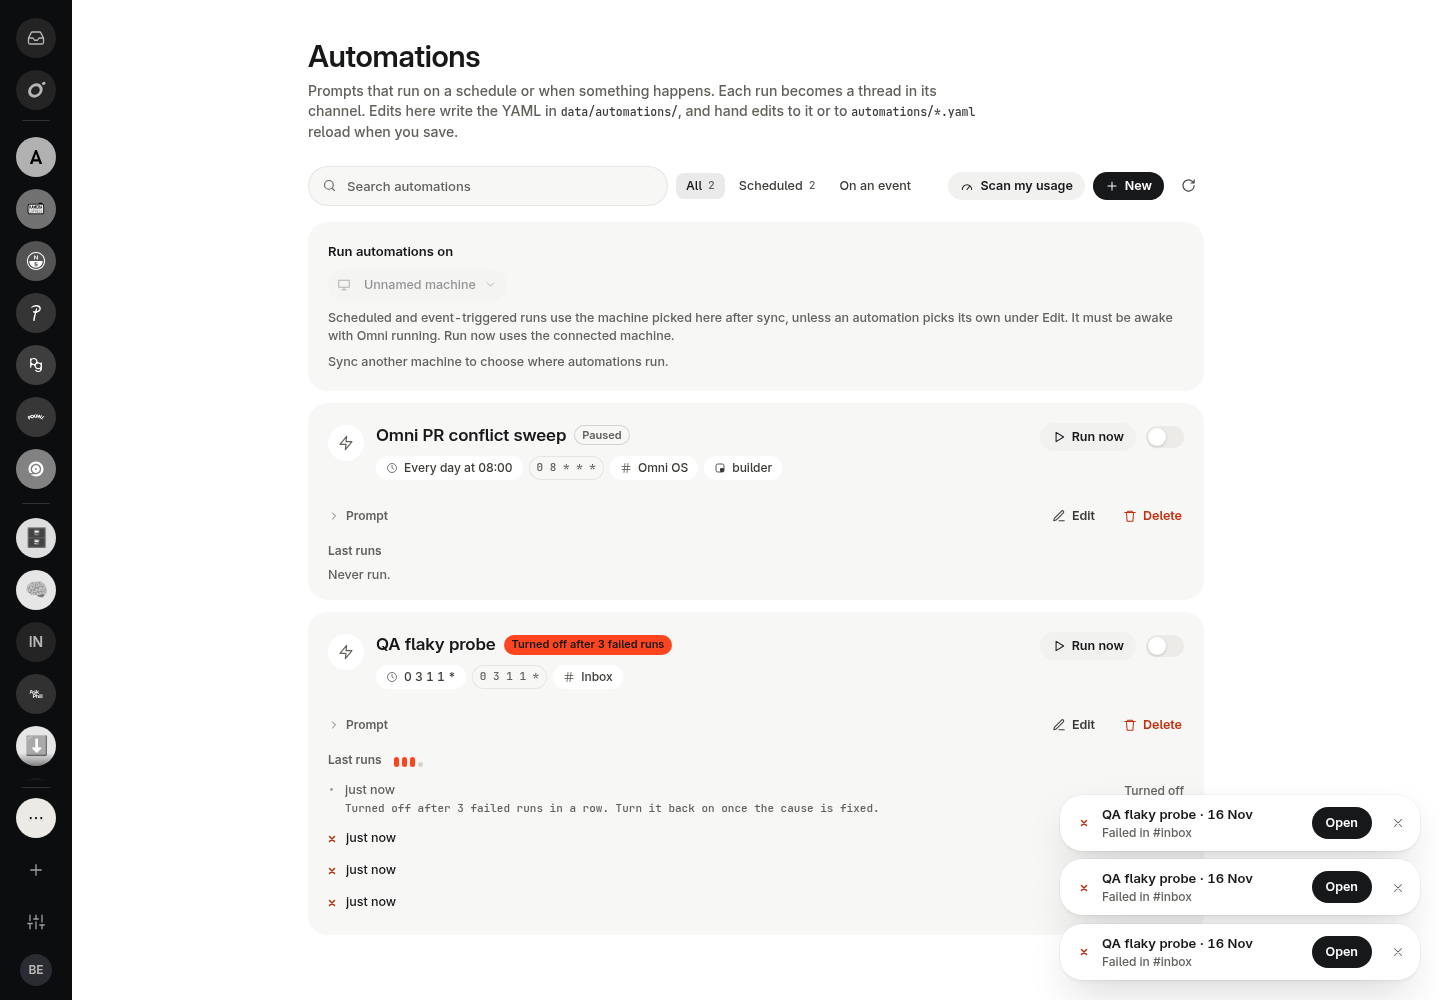 Automations
Prompts that run on a schedule or when something happens. Each run becomes a thread in its
channel. Edits here write the YAML in data/automations/, and hand edits to it or to automations/*.yaml
reload when you save.
Search automations
All 2
Scheduled 2
On an event
Scan my usage
New
Run automations on
Unnamed machine
Scheduled and event-triggered runs use the machine picked here after sync, unless an automation picks its own under Edit. It must be awake
with Omni running. Run now uses the connected machine.
Sync another machine to choose where automations run.
Omni PR conflict sweep
Paused
Run now
Every day at 08:00
0 8 * * *
Omni OS
builder
Prompt
Edit
Delete
Last runs
Never run.
QA flaky probe
Turned off after 3 failed runs
Run now
0 3 1 1 *
0 3 1 1 *
Inbox
Prompt
Edit
Delete
Last runs
just now
Turned off
Turned off after 3 failed runs in a row. Turn it back on once the cause is fixed.
just now
just now
just now
QA flaky probe · 16 Nov
Failed in #inbox
Open
QA flaky probe · 16 Nov
Failed in #inbox
Open
QA flaky probe · 16 Nov
Failed in #inbox
Open
A
N
S
P
pg
IN
Ask
Phil
BE